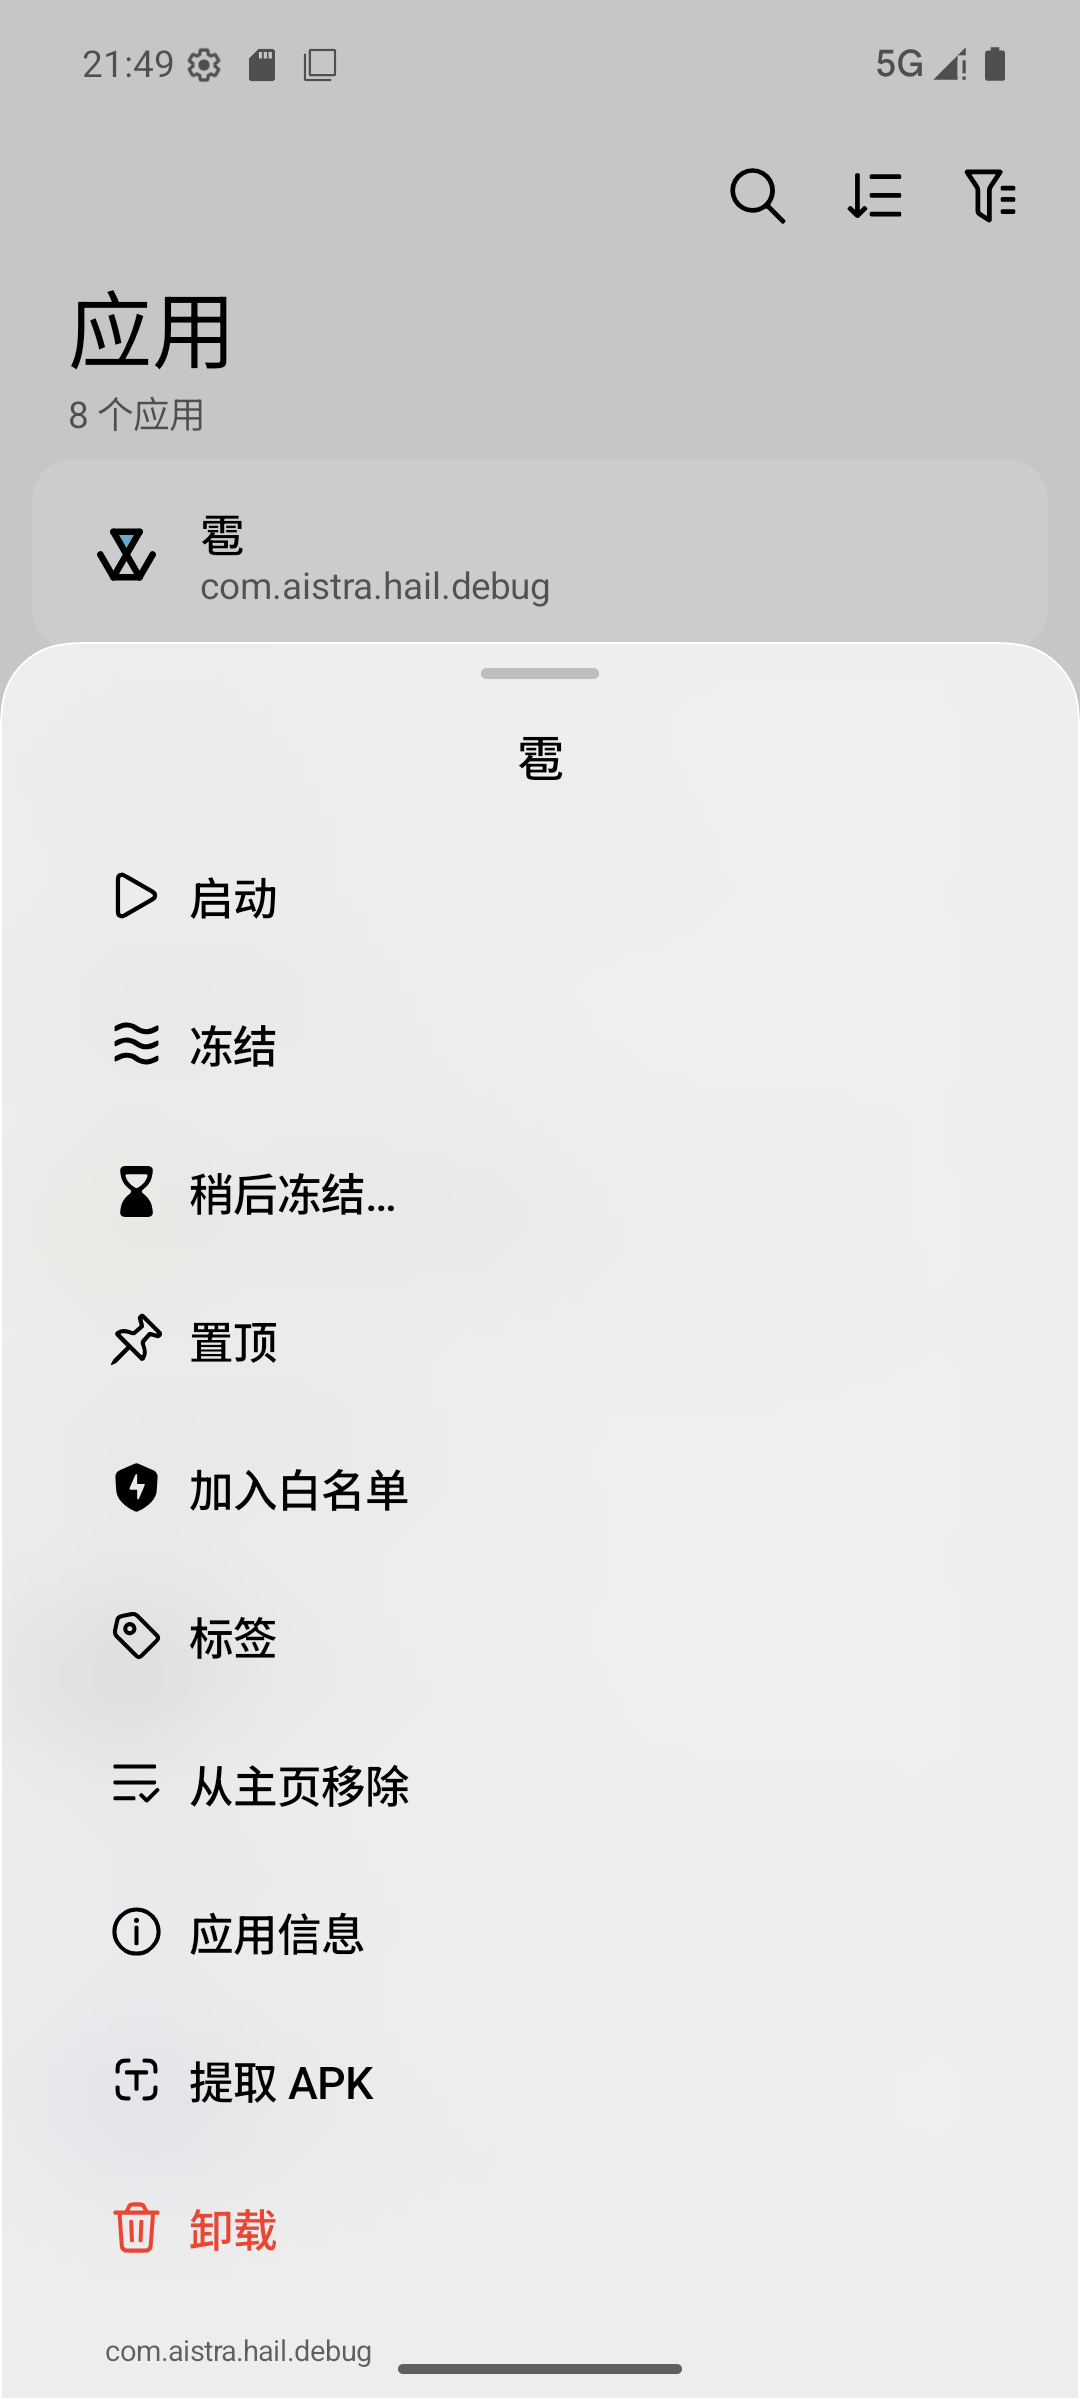 21:49
5G
应用
8 个应用
雹
com.aistra.hail.debug
雹
启动
冻结
稍后冻结...
置顶
加入白名单
标签
从主页移除
应用信息
提取 APK
卸载
com.aistra.hail.debug